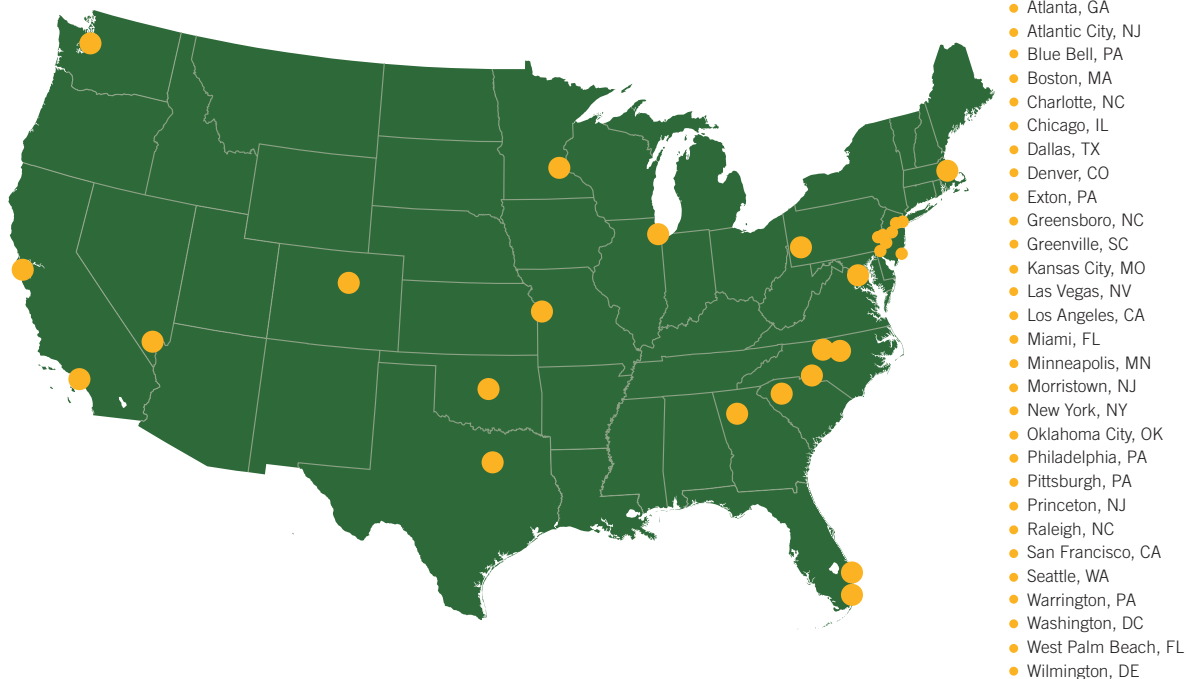 Atlanta, GA
Atlantic City, NJ
Blue Bell, PA
Boston, MA
Charlotte, NC
Chicago, IL
Dallas, TX
Denver, CO
Exton, PA
Greensboro, NC
Greenville, SC
Kansas City, MO
Las Vegas, NV
Los Angeles, CA
Miami, FL
Minneapolis, MN
Morristown, NJ
New York, NY
Oklahoma City, OK
Philadelphia, PA
Pittsburgh, PA
Princeton, NJ
Raleigh, NC
San Francisco, CA
Seattle, WA
Warrington, PA
Washington, DC
West Palm Beach, FL
Wilmington, DE